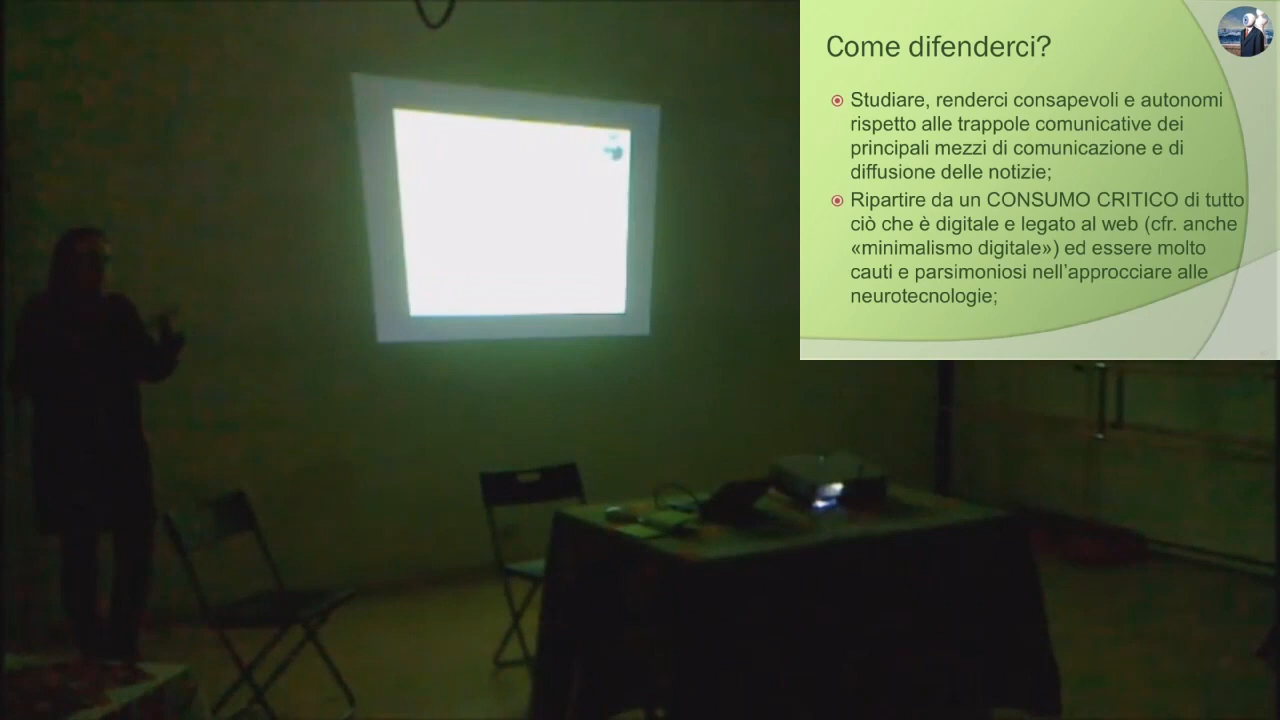 Come difenderci?
Studiare, renderci consapevoli e autonomi
rispetto alle trappole comunicative dei
principali mezzi di comunicazione e di
diffusione delle notizie;
Ripartire da un CONSUMO CRITICO di tutto
ciò che è digitale e legato al web (cfr. anche
«minimalismo digitale») ed essere molto
cauti e parsimoniosi nell'approcciare alle
neurotecnologie;